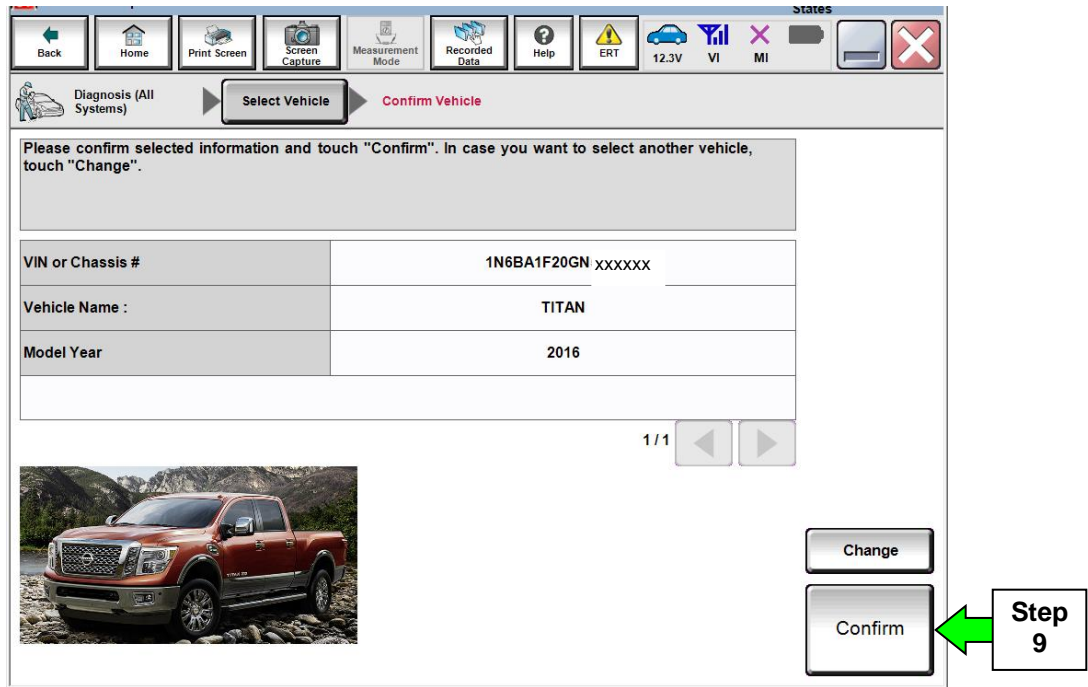 States
Back
Home
Print Screen
Screen
Capture
Measurement
Mode
Recorded
Data
Help
ERT
12.3V
VI
MI
Diagnosis (All
Systems)
Select Vehicle
Confirm Vehicle
Please confirm selected information and touch "Confirm". In case you want to select another vehicle,
touch "Change".
VIN or Chassis #
1N6BA1F20GN xxxxxx
Vehicle Name :
TITAN
Model Year
2016
1/1
Change
Confirm
Step
9